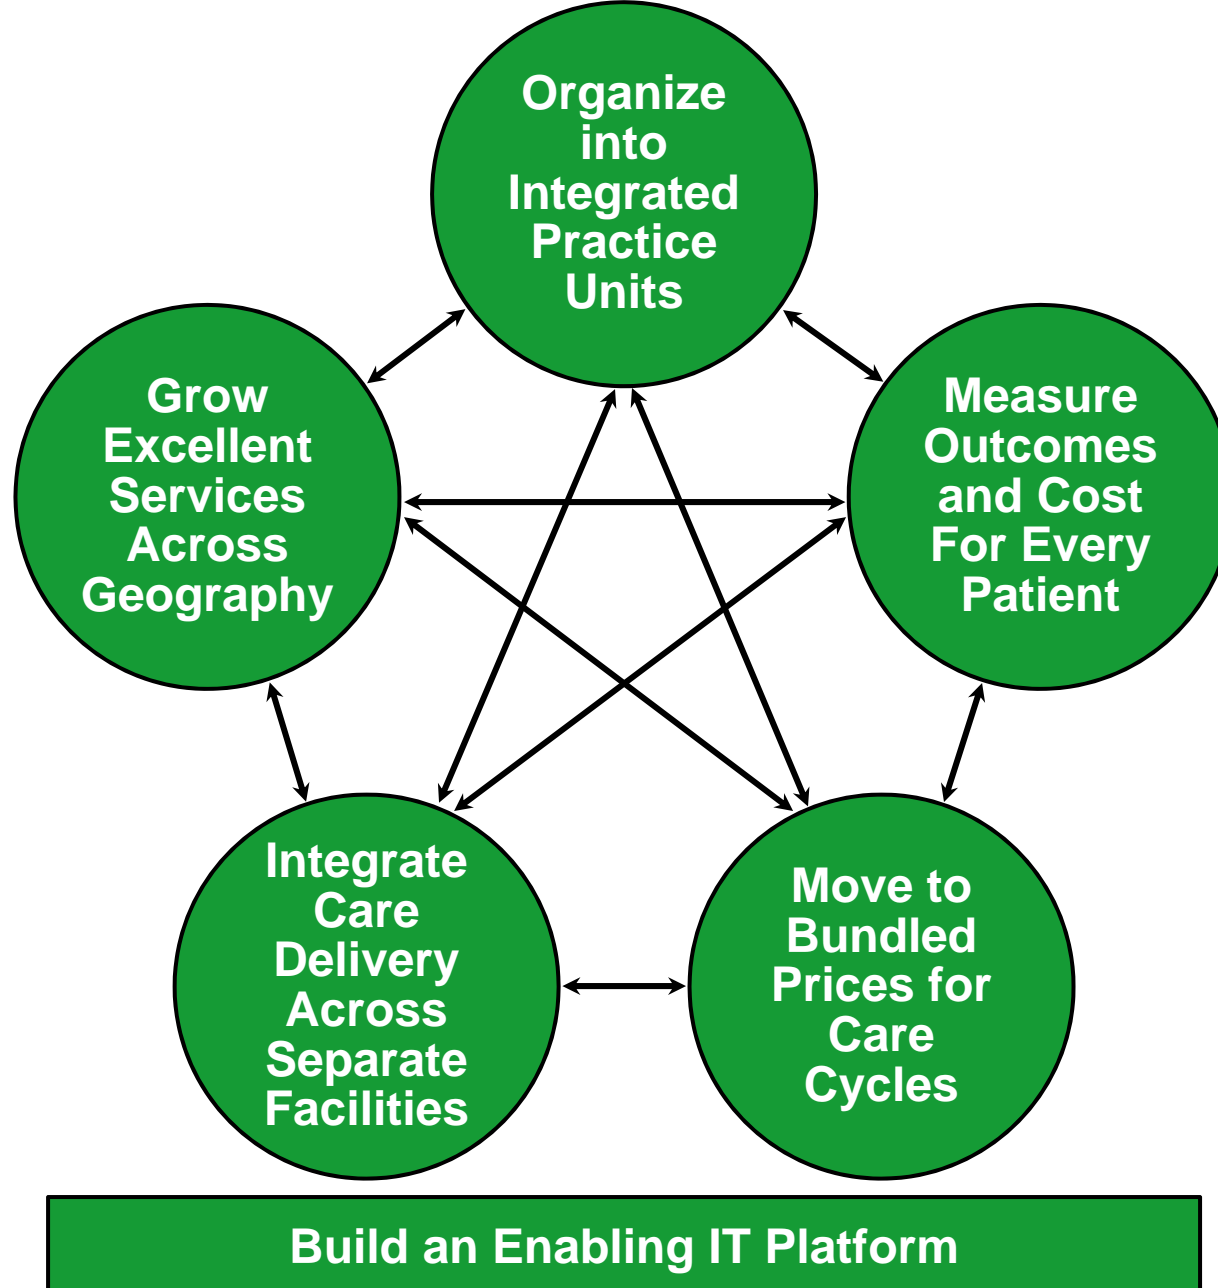 Organize
into
Integrated
Practice
Units
Grow
Excellent
Services
Across
Geography
Measure
Outcomes
and Cost
For Every
Patient
Integrate
Care
Delivery
Across
Separate
Facilities
Move to
Bundled
Prices for
Care
Cycles
Build an Enabling IT Platform